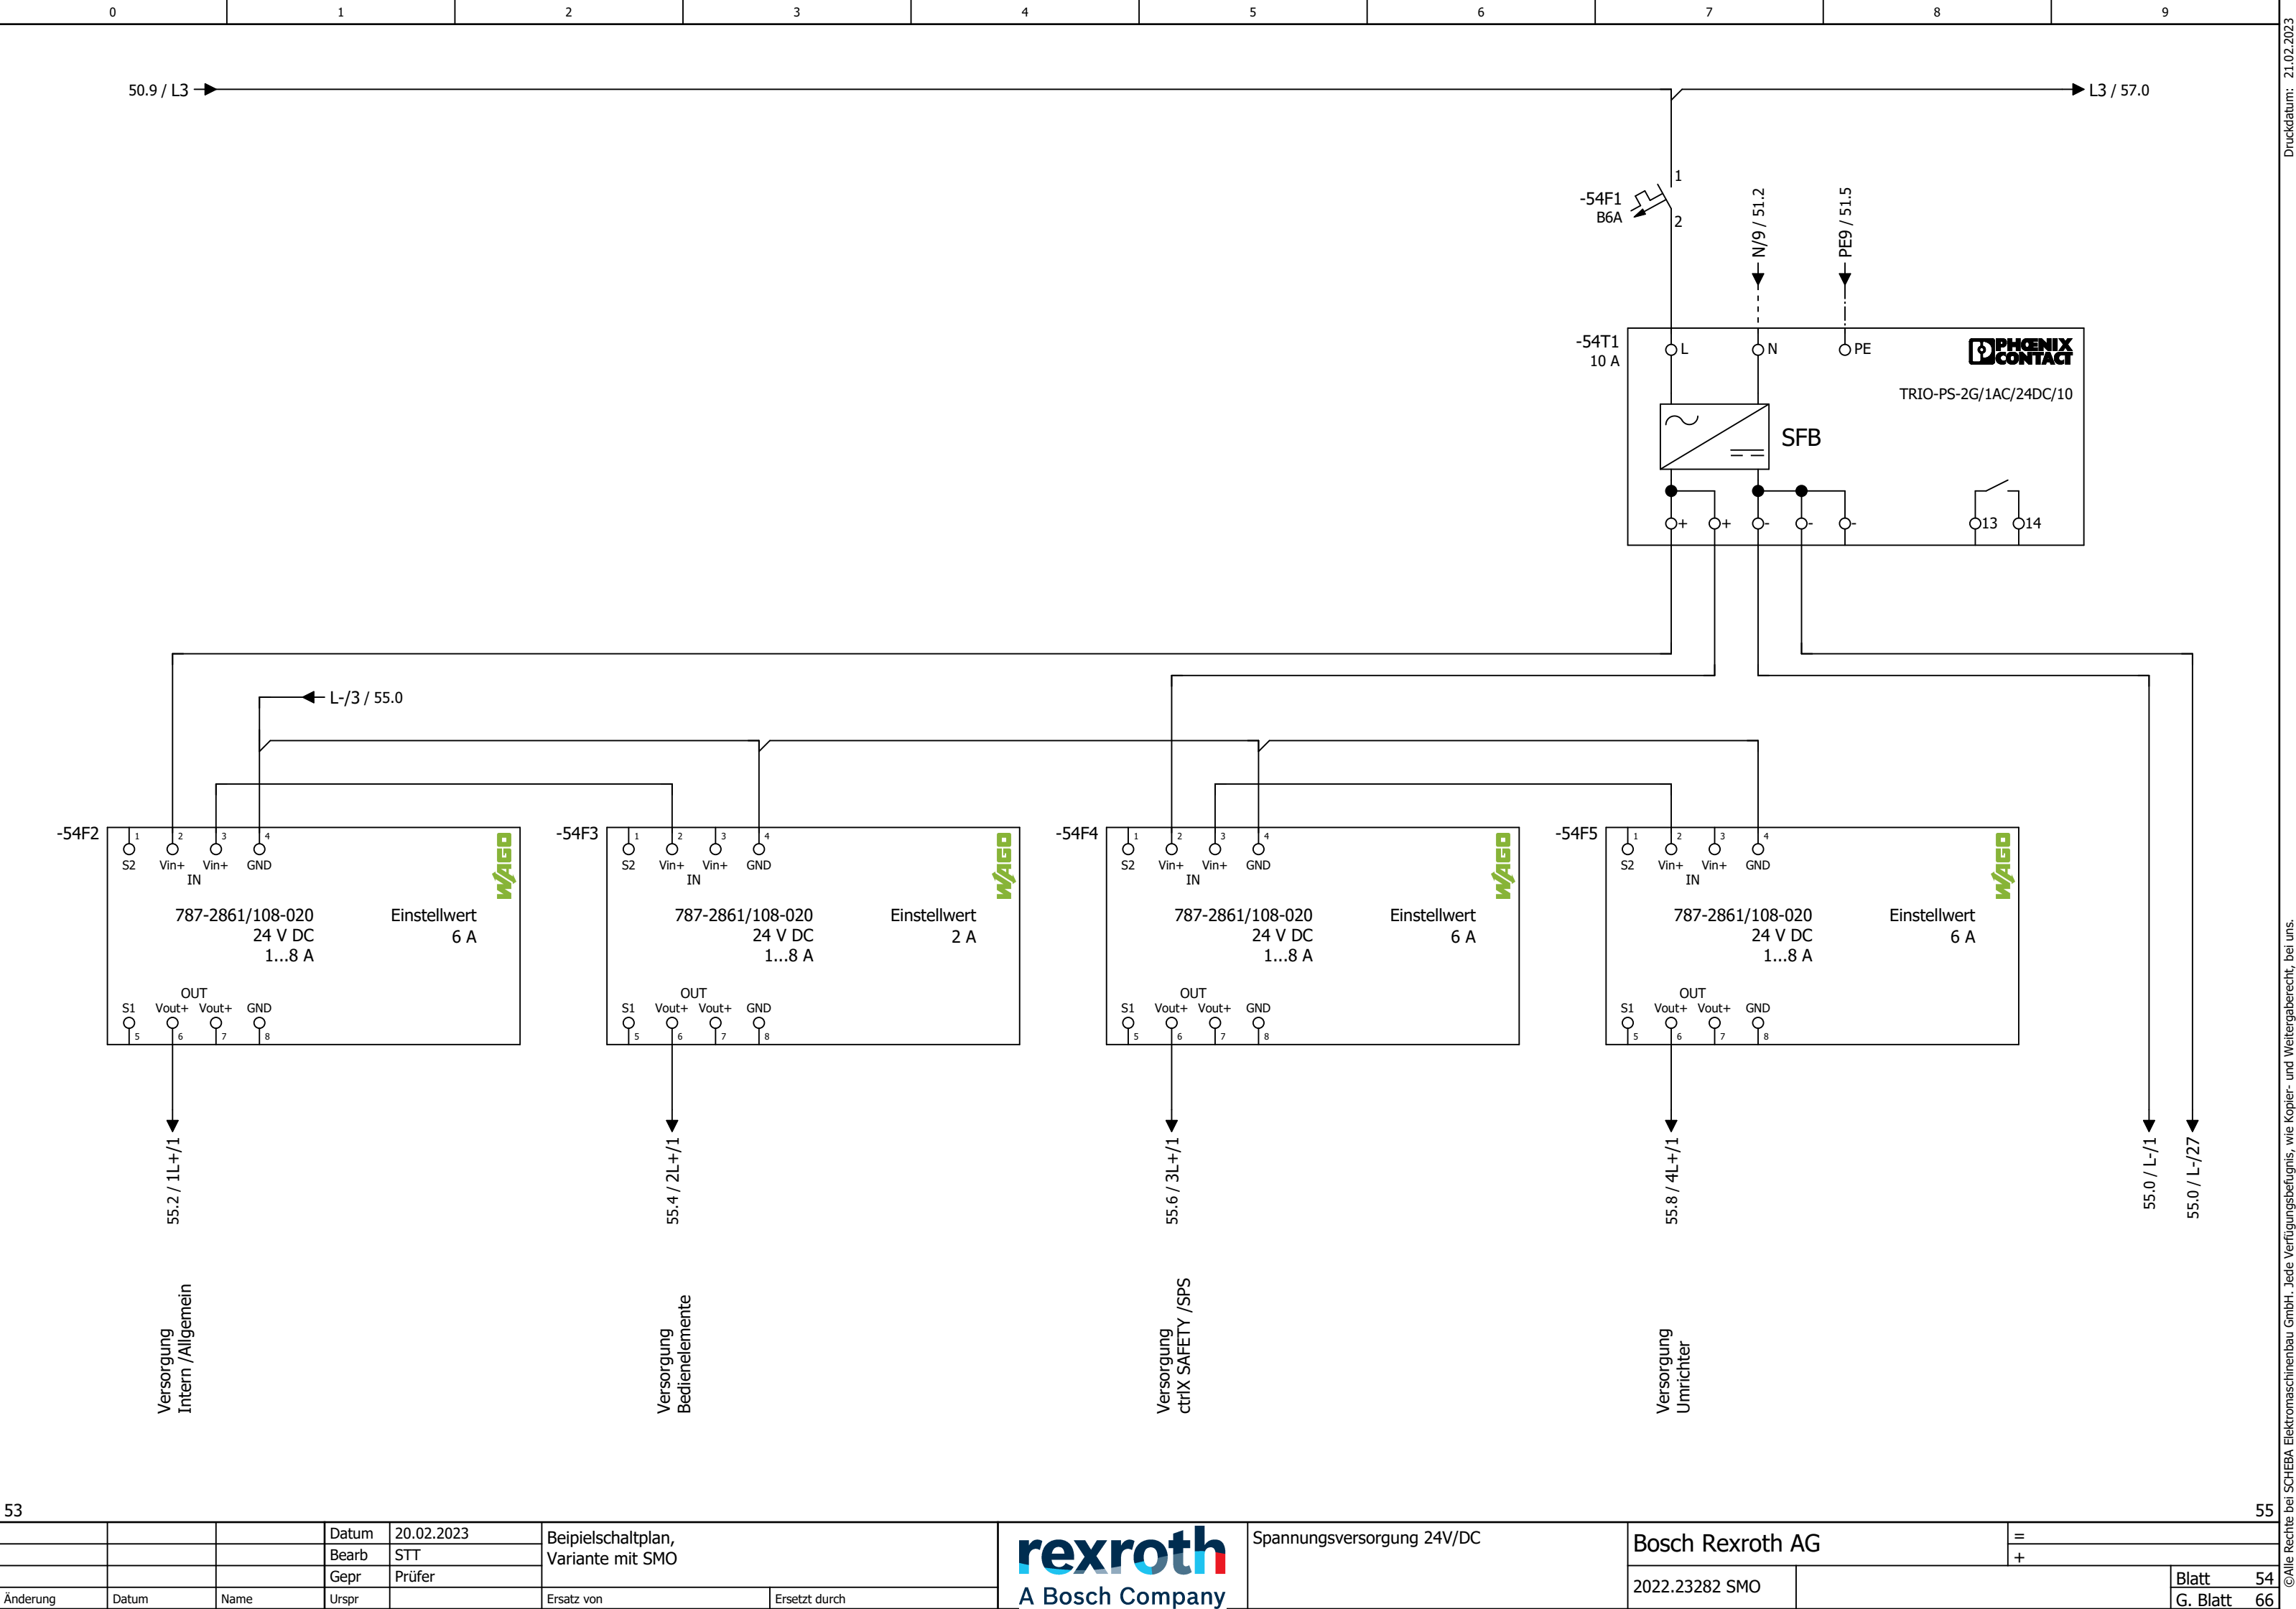 0 1 2 3 4 5 6 7 8 9
Druckdatum: 21.02.2023
50.9 / L3
L3 / 57.0
1
-54F1
B6A
2
N/9 / 51.2
PE9 / 51.5
-54T1
10 A
L N PE
PHŒNIX
CONTACT
TRIO-PS-2G/1AC/24DC/10
SFB
+ + - - - 13 14
L-/3 / 55.0
-54F2
1 2 3 4
S2 Vin+ Vin+ GND
IN
WAGO
787-2861/108-020
24 V DC
1...8 A
Einstellwert
6 A
OUT
S1 Vout+ Vout+ GND
5 6 7 8
-54F3
1 2 3 4
S2 Vin+ Vin+ GND
IN
WAGO
787-2861/108-020
24 V DC
1...8 A
Einstellwert
2 A
OUT
S1 Vout+ Vout+ GND
5 6 7 8
-54F4
1 2 3 4
S2 Vin+ Vin+ GND
IN
WAGO
787-2861/108-020
24 V DC
1...8 A
Einstellwert
6 A
OUT
S1 Vout+ Vout+ GND
5 6 7 8
-54F5
1 2 3 4
S2 Vin+ Vin+ GND
IN
WAGO
787-2861/108-020
24 V DC
1...8 A
Einstellwert
6 A
OUT
S1 Vout+ Vout+ GND
5 6 7 8
55.2 / 1L+/1
55.4 / 2L+/1
55.6 / 3L+/1
55.8 / 4L+/1
55.0 / L-/1
55.0 / L-/27
Versorgung
Intern /Allgemein
Versorgung
Bedienelemente
Versorgung
ctrlX SAFETY /SPS
Versorgung
Umrichter
©Alle Rechte bei SCHEBA Elektromaschinenbau GmbH. Jede Verfügungsbefugnis, wie Kopier- und Weitergaberecht, bei uns.
53
55
Datum 20.02.2023
Bearb STT
Gepr Prüfer
Änderung Datum Name Urspr
Beipielschaltplan,
Variante mit SMO
Ersatz von
Ersetzt durch
rexroth
A Bosch Company
Spannungsversorgung 24V/DC
Bosch Rexroth AG
2022.23282 SMO
=
+
Blatt 54
G. Blatt 66